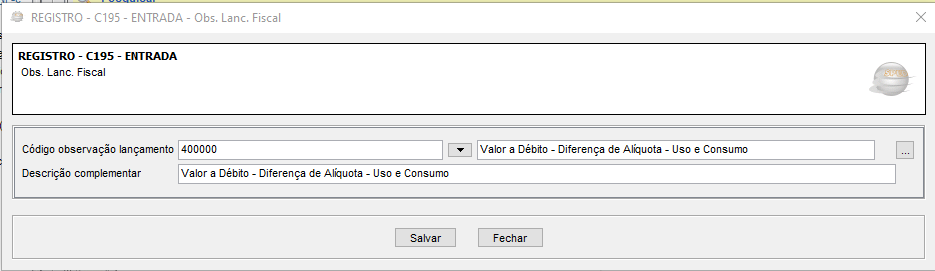 Pesquisar
REGISTRO - C195 - ENTRADA - Obs. Lanc. Fiscal
REGISTRO - C195 - ENTRADA
Obs. Lanc. Fiscal
Código observação lançamento 400000 Valor a Débito - Diferença de Alíquota - Uso e Consumo ...
Descrição complementar Valor a Débito - Diferença de Alíquota - Uso e Consumo
Salvar Fechar